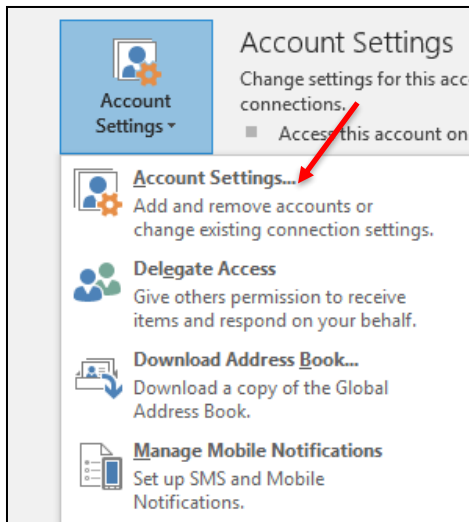 Account
Settings
Account Settings
Change settings for this acc
connections.
Access this account on
Account Settings...
Add and remove accounts or
change existing connection settings.
Delegate Access
Give others permission to receive
items and respond on your behalf.
Download Address Book...
Download a copy of the Global
Address Book.
Manage Mobile Notifications
Set up SMS and Mobile
Notifications.